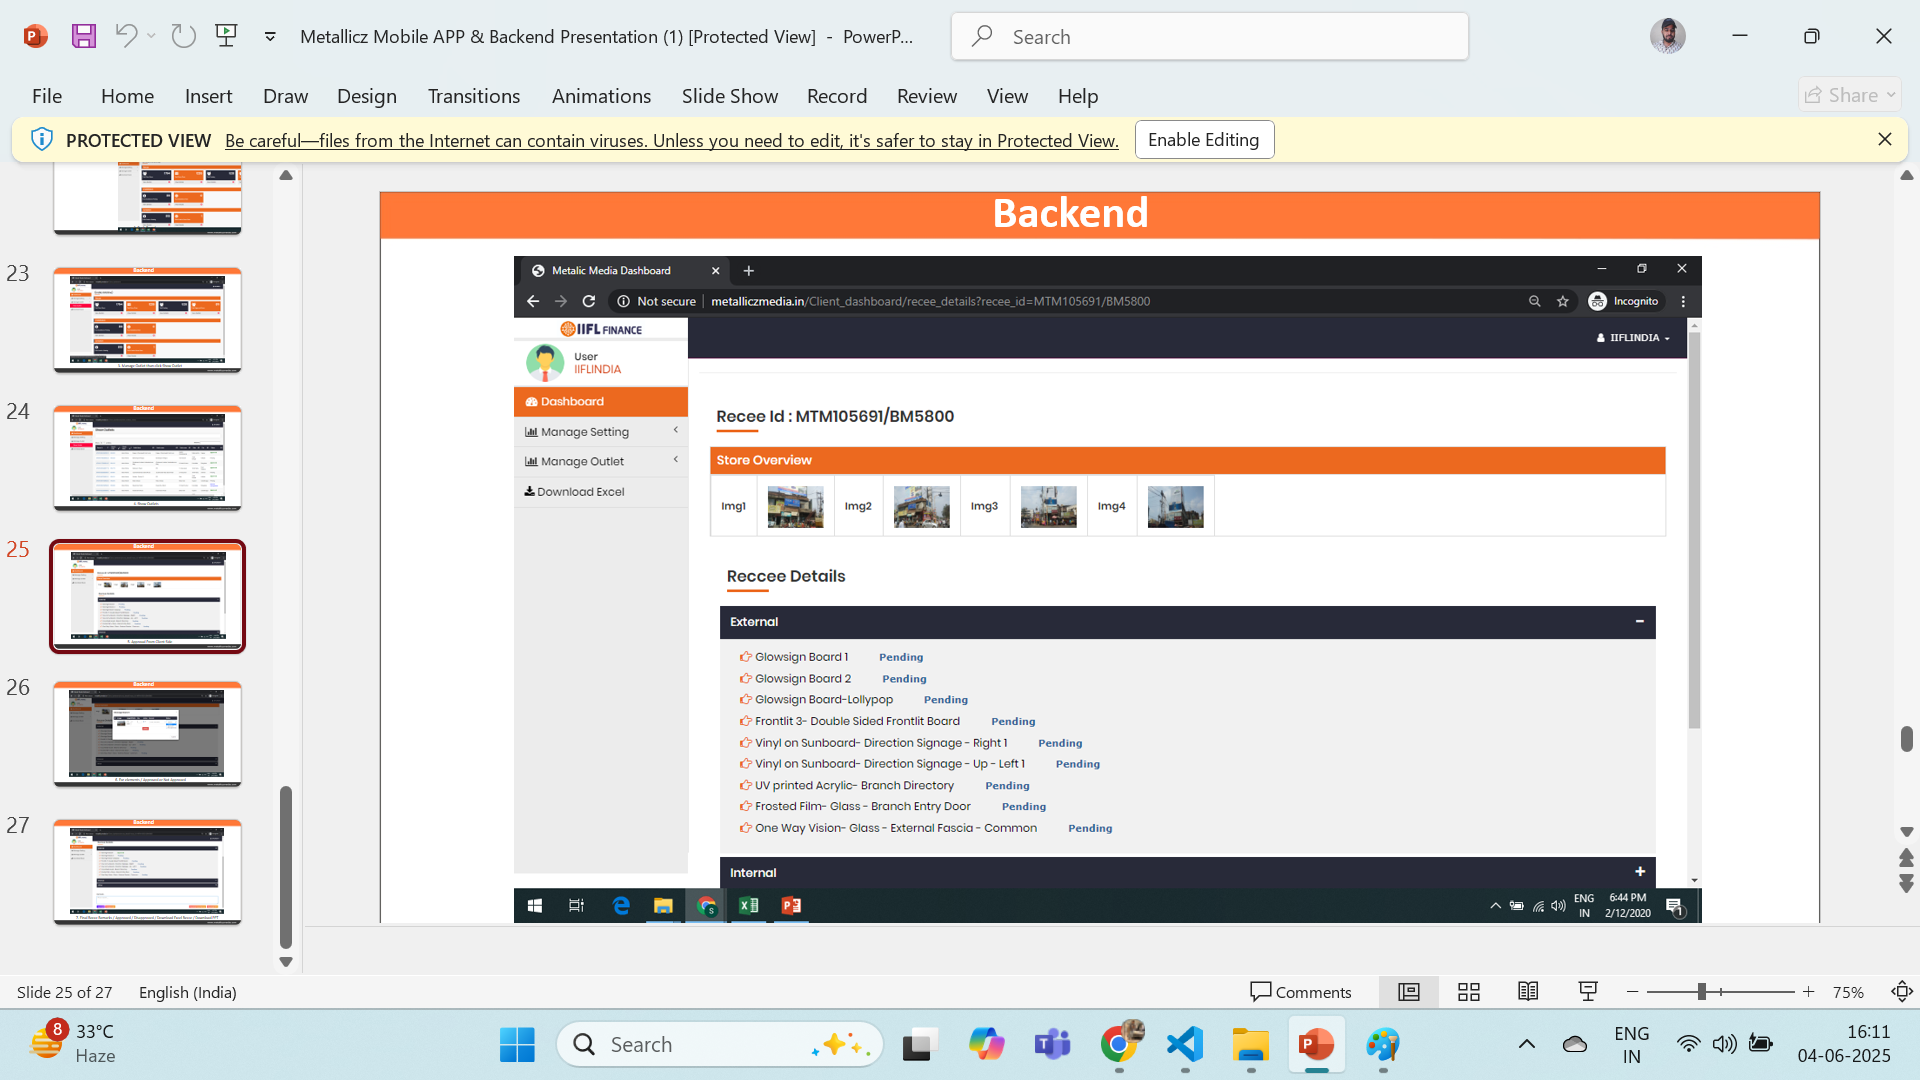 Metallicz Mobile APP & Backend Presentation (1) [Protected View] - PowerP...
Search
File Home Insert Draw Design Transitions Animations Slide Show Record Review View Help
Share
PROTECTED VIEW Be careful—files from the Internet can contain viruses. Unless you need to edit, it's safer to stay in Protected View. Enable Editing
23
24
25
26
27
Backend
Metalic Media Dashboard
Not secure metalliczmedia.in/Client_dashboard/recee_details?recee_id=MTM105691/BM5800
Incognito
IIFL FINANCE
IIFLINDIA
User
IIFLINDIA
Dashboard
Manage Setting
Manage Outlet
Download Excel
Recee Id : MTM105691/BM5800
Store Overview
Img1 Img2 Img3 Img4
Reccee Details
External
Glowsign Board 1 Pending
Glowsign Board 2 Pending
Glowsign Board-Lollypop Pending
Frontlit 3- Double Sided Frontlit Board Pending
Vinyl on Sunboard- Direction Signage - Right 1 Pending
Vinyl on Sunboard- Direction Signage - Up - Left 1 Pending
UV printed Acrylic- Branch Directory Pending
Frosted Film- Glass - Branch Entry Door Pending
One Way Vision- Glass - External Fascia - Common Pending
Internal
ENG
IN
6:44 PM
2/12/2020
1
Slide 25 of 27 English (India)
Comments
75%
8
33°C
Haze
Search
ENG
IN
16:11
04-06-2025